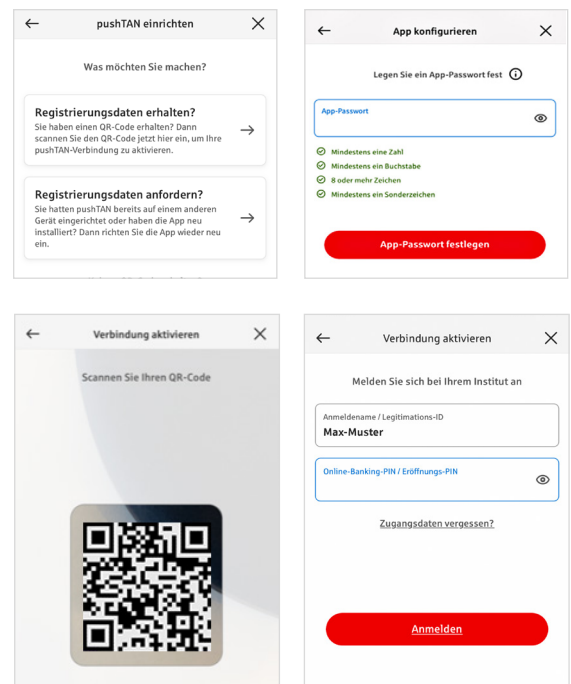 pushTAN einrichten
Was möchten Sie machen?
Registrierungsdaten erhalten?
Sie haben einen QR-Code erhalten? Dann
scannen Sie den QR-Code jetzt hier ein, um Ihre
pushTAN-Verbindung zu aktivieren.
Registrierungsdaten anfordern?
Sie hatten pushTAN bereits auf einem anderen
Gerät eingerichtet oder haben die App neu
installiert? Dann richten Sie die App wieder neu
ein.
App konfigurieren
Legen Sie ein App-Passwort fest
App-Passwort
Mindestens eine Zahl
Mindestens ein Buchstabe
8 oder mehr Zeichen
Mindestens ein Sonderzeichen
App-Passwort festlegen
Verbindung aktivieren
Scannen Sie Ihren QR-Code
Verbindung aktivieren
Melden Sie sich bei Ihrem Institut an
Anmeldename / Legitimations-ID
Max-Muster
Online-Banking-PIN / Eröffnungs-PIN
Zugangsdaten vergessen?
Anmelden